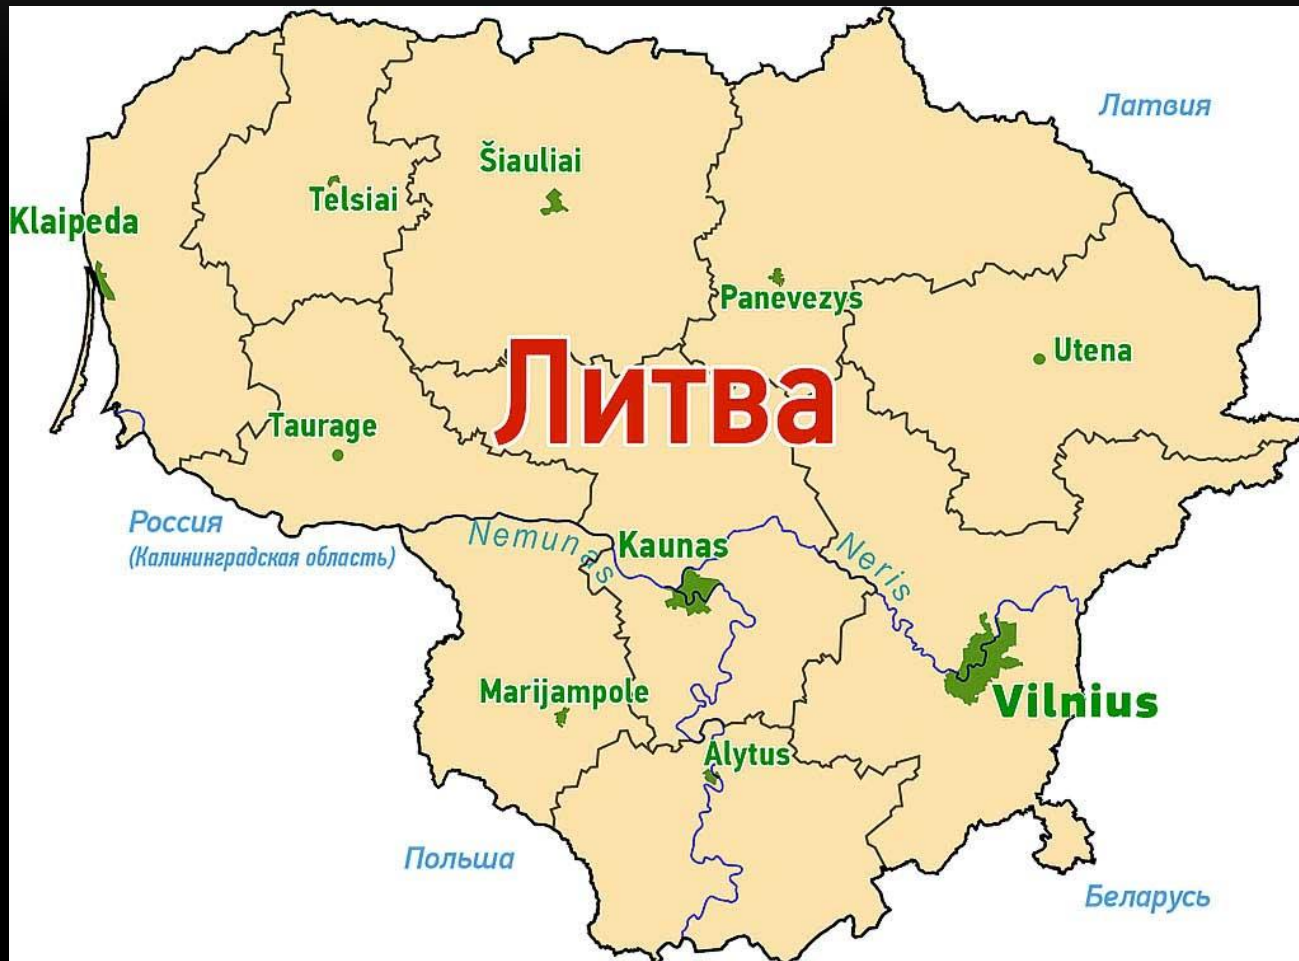 Латвия
Šiauliai
Telsiai
Klaipeda
Panevezys
Utena
Литва
Taurage
Россия
(Калининградская область)
Nemunas
Kaunas
Neris
Marijampole
Vilnius
Alytus
Польша
Беларусь